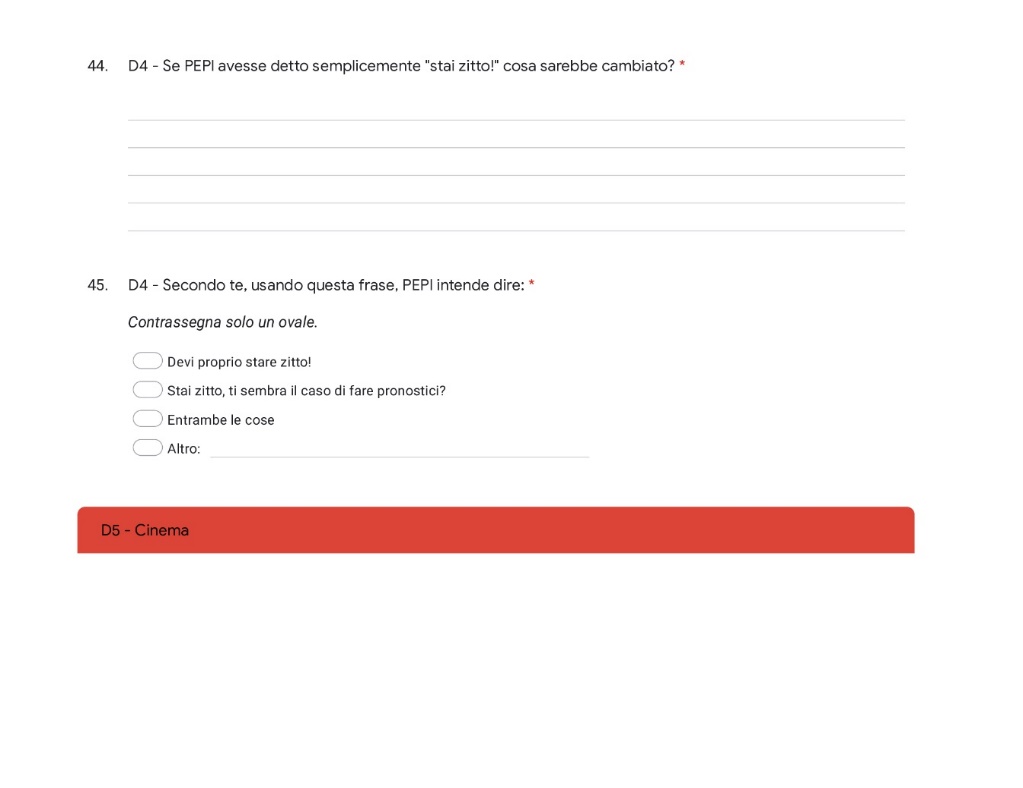 44. D4 - Se PEPI avesse detto semplicemente "stai zitto!" cosa sarebbe cambiato? *
45. D4 - Secondo te, usando questa frase, PEPI intende dire: *
Contrassegna solo un ovale.
Devi proprio stare zitto!
Stai zitto, ti sembra il caso di fare pronostici?
Entrambe le cose
Altro:
D5 - Cinema